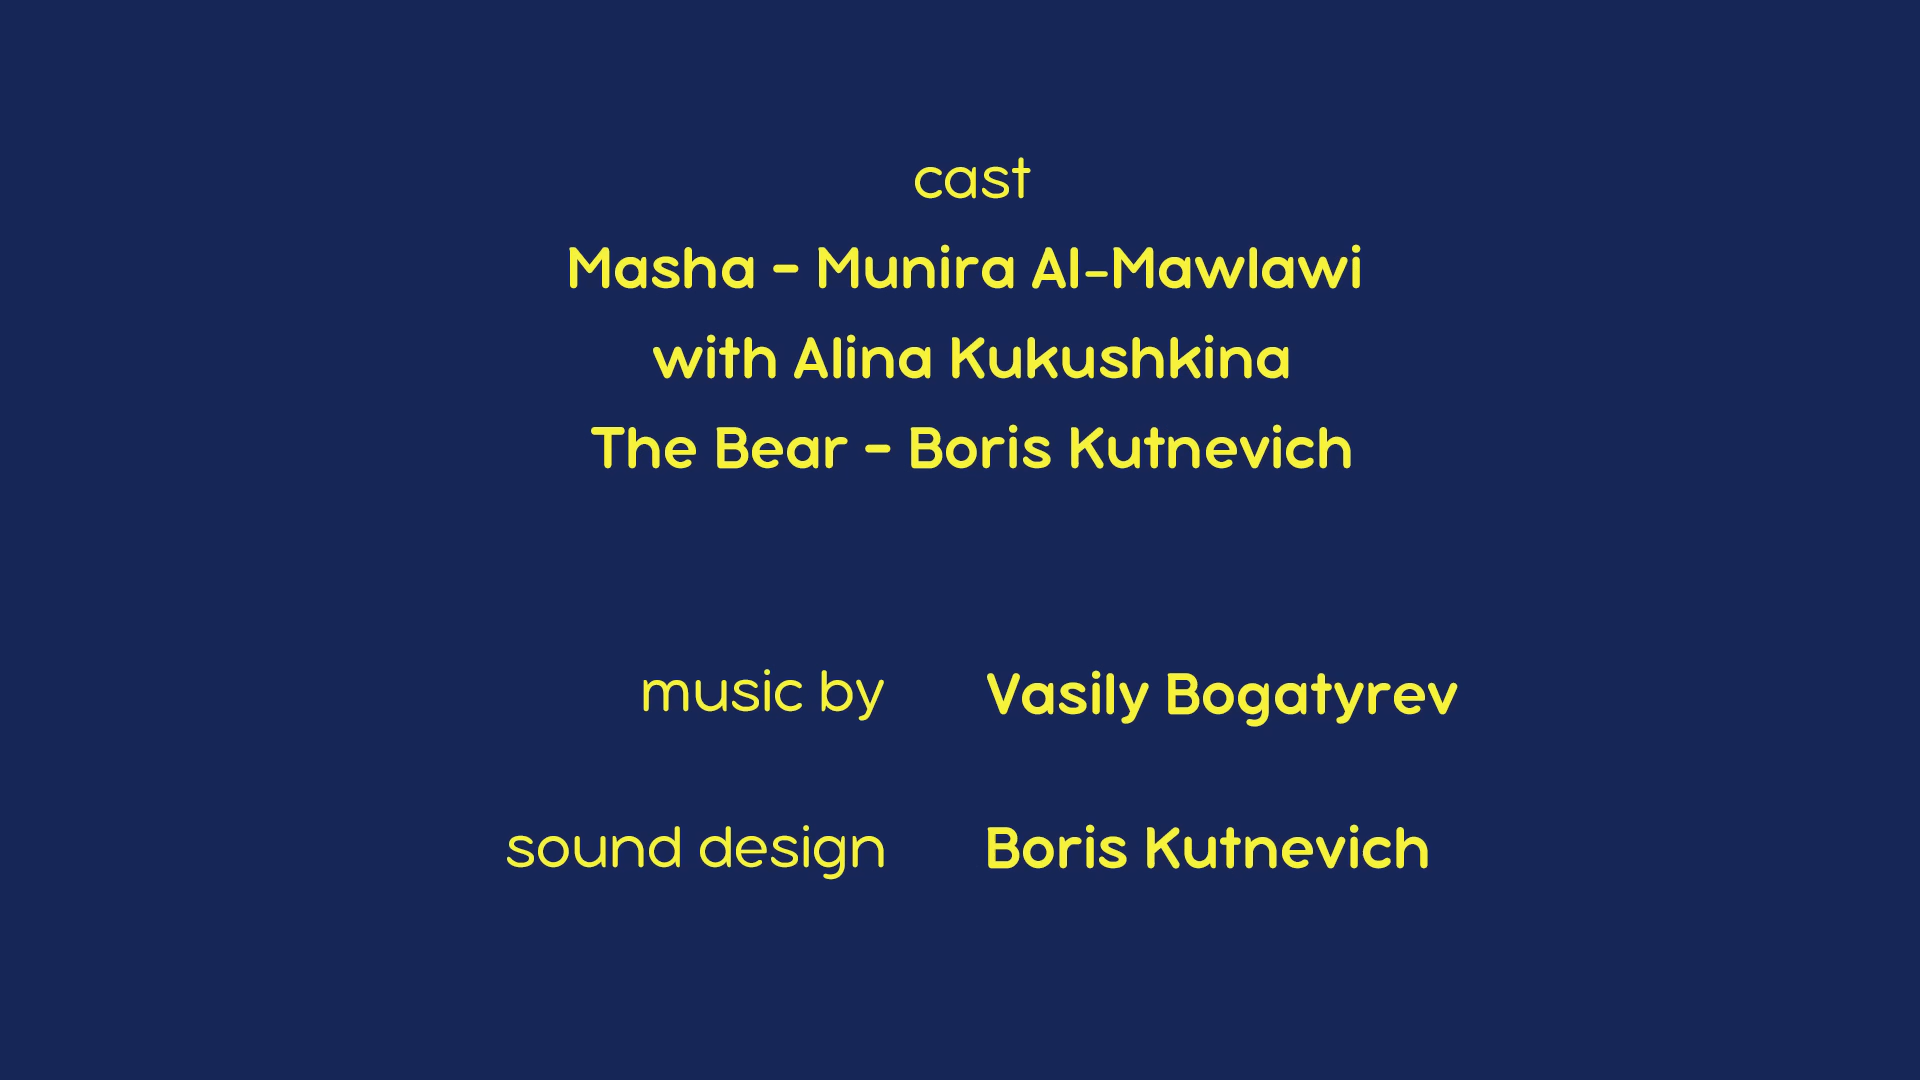 cast
Masha - Munira Al-Mawlawi
with Alina Kukushkina
The Bear - Boris Kutnevich
music by Vasily Bogatyrev
sound design Boris Kutnevich